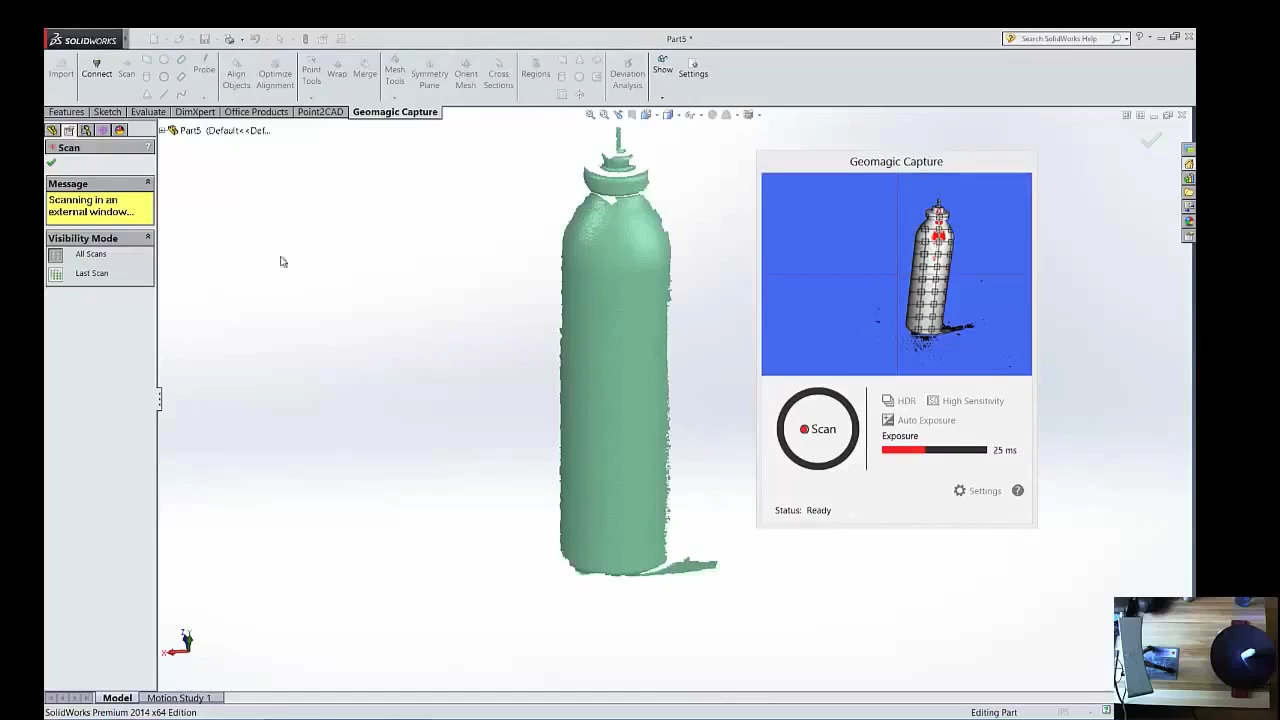 SOLIDWORKS
Part5 *
Search SolidWorks Help
Import
Connect
Scan
Probe
Align Objects
Optimize Alignment
Point Tools
Wrap
Merge
Mesh Tools
Symmetry Plane
Orient Mesh
Cross Sections
Regions
Deviation Analysis
Show
Settings
Features
Sketch
Evaluate
DimXpert
Office Products
Point2CAD
Geomagic Capture
Part5 (Default<<Def...
Scan
?
Message
Scanning in an
external window...
Visibility Mode
All Scans
Last Scan
Geomagic Capture
Scan
HDR
High Sensitivity
Auto Exposure
Exposure
25 ms
Settings
?
Status: Ready
Model
Motion Study 1
SolidWorks Premium 2014 x64 Edition
Editing Part
IPS